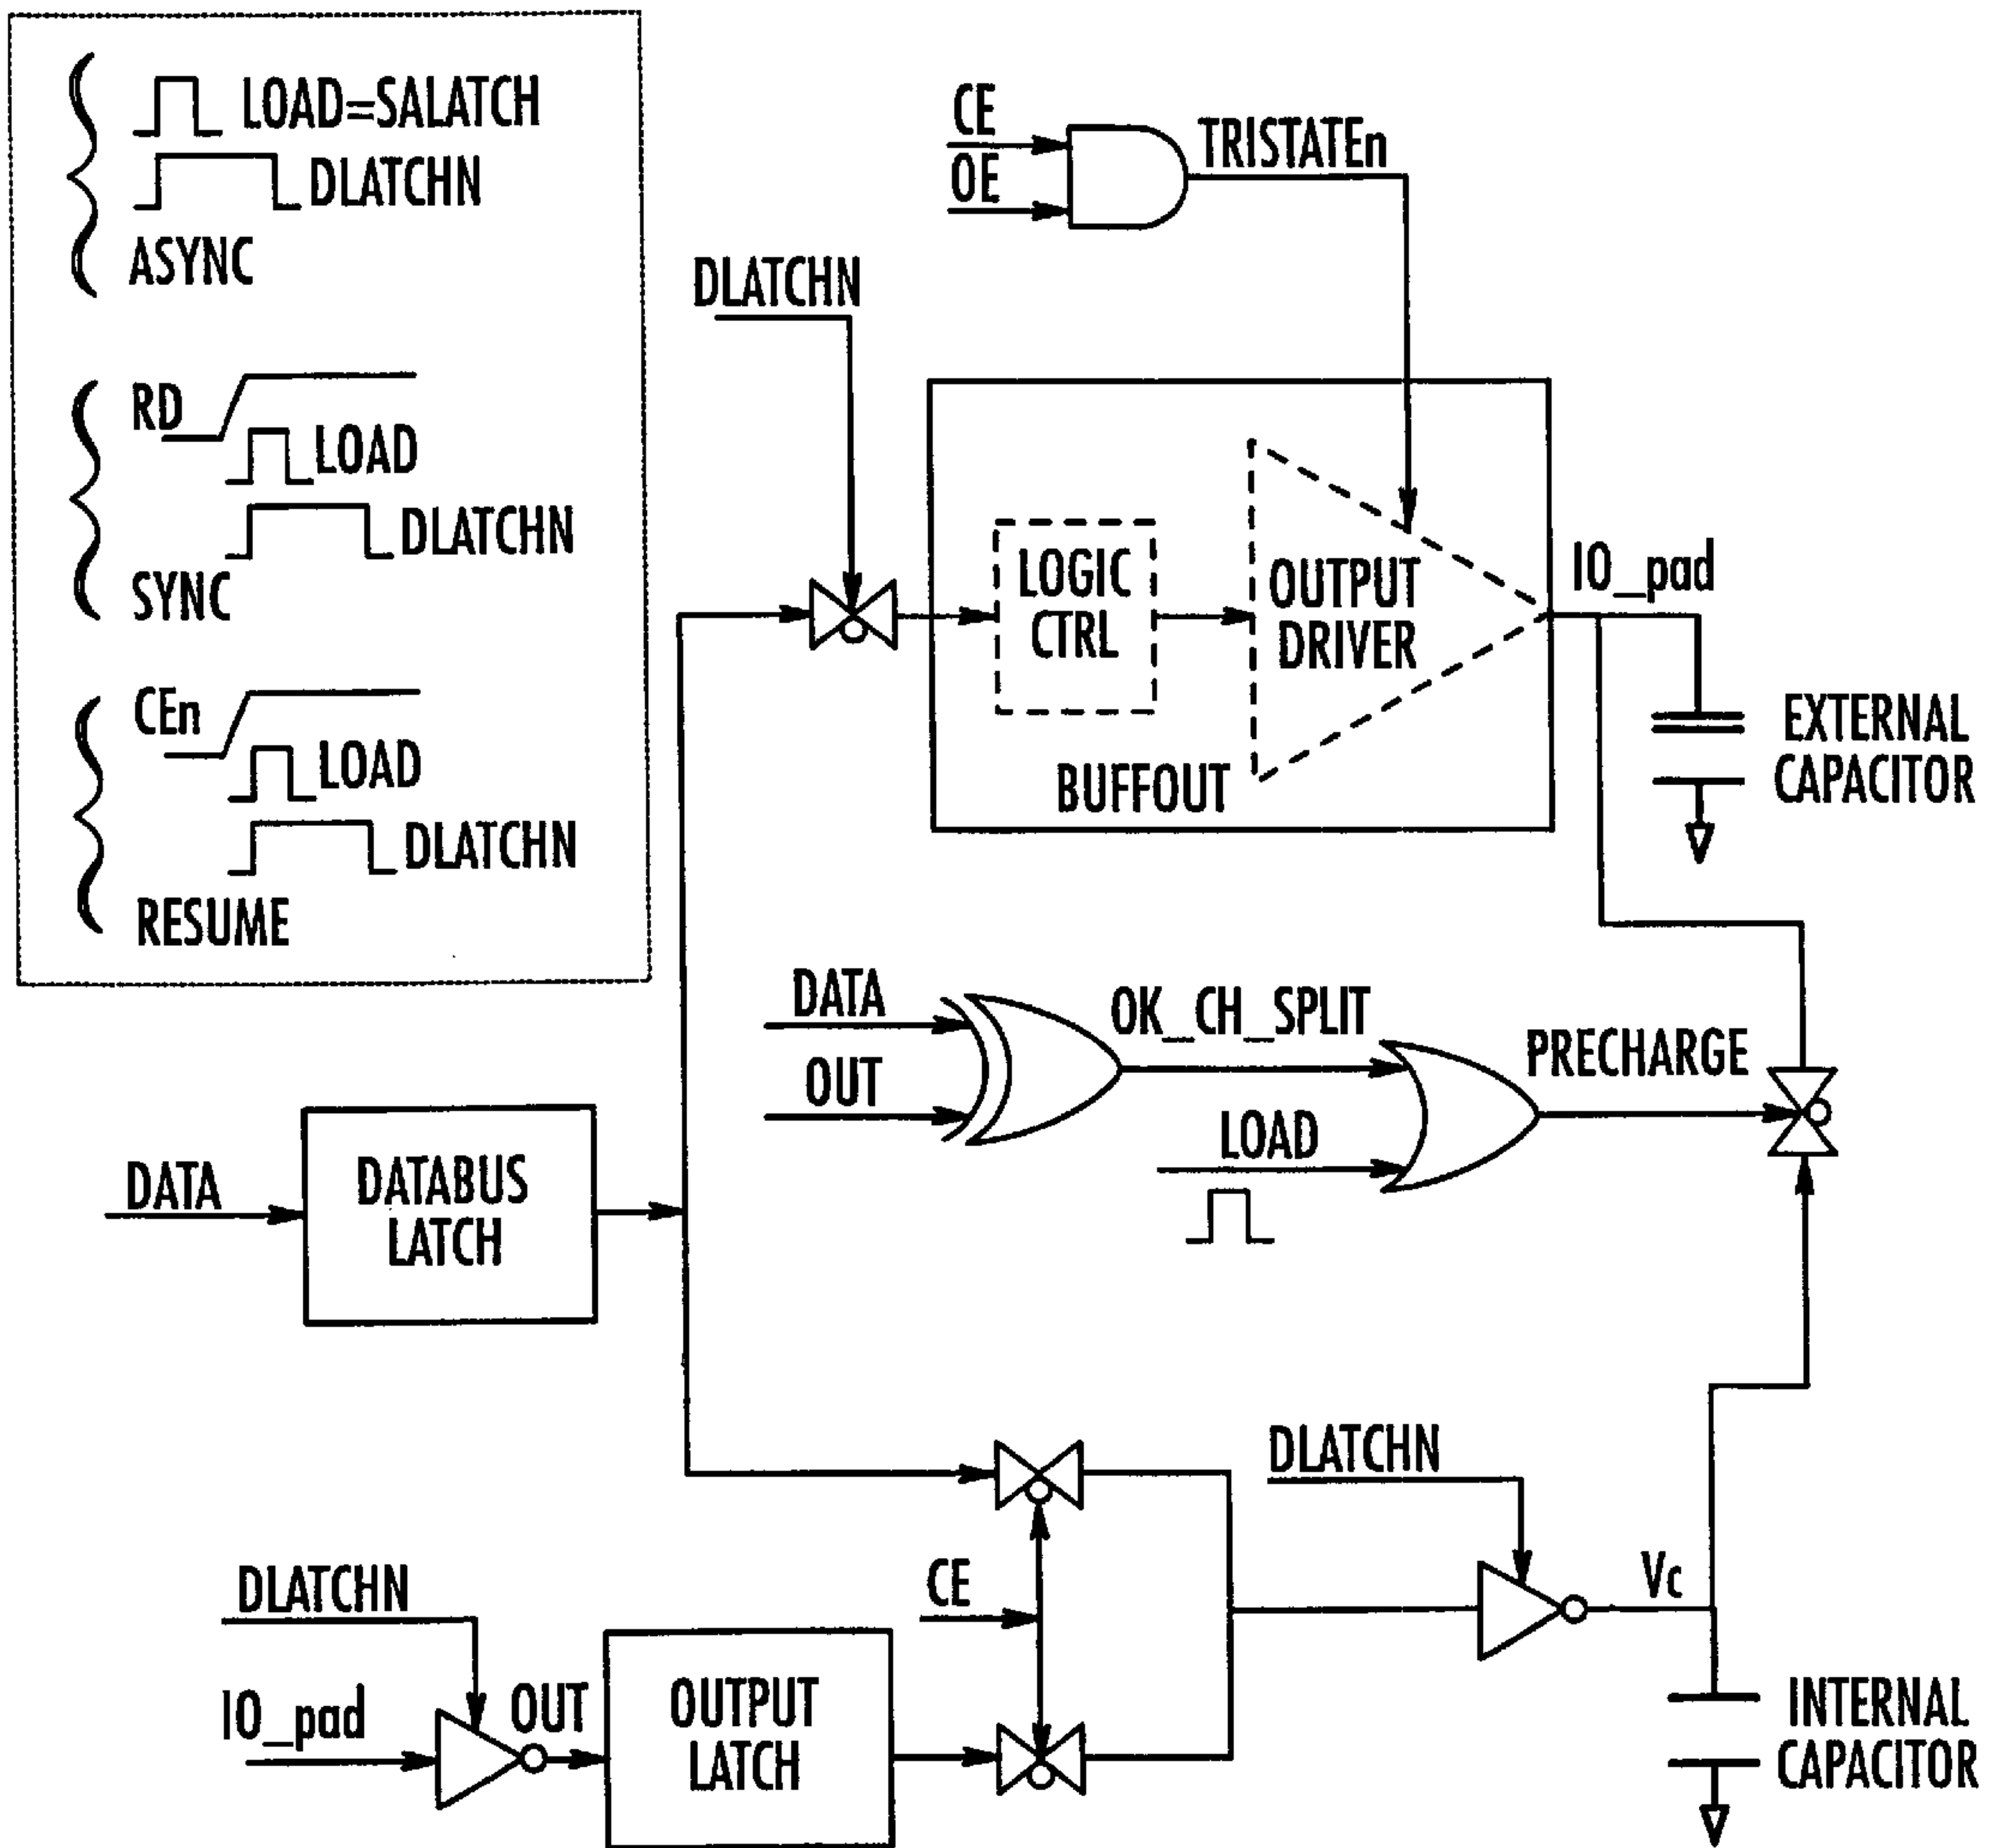 LOAD=SALATCH
DLATCHN
ASYNC
RD
LOAD
DLATCHN
SYNC
CEn
LOAD
DLATCHN
RESUME
CE
OE
TRISTATEn
DLATCHN
LOGIC
CTRL
OUTPUT
DRIVER
BUFFOUT
IO_pad
EXTERNAL
CAPACITOR
DATA
OUT
OK_CH_SPLIT
LOAD
PRECHARGE
DATA
DATABUS
LATCH
DLATCHN
IO_pad
OUT
OUTPUT
LATCH
CE
DLATCHN
Vc
INTERNAL
CAPACITOR